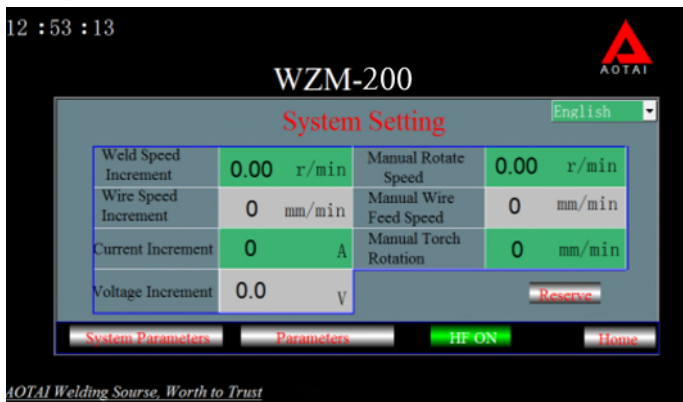 12 :53 :13
AOTAI
WZM-200
System Setting
English
Weld Speed
Increment
0.00 r/min
Manual Rotate
Speed
0.00 r/min
Wire Speed
Increment
0 mm/min
Manual Wire
Feed Speed
0 mm/min
Current Increment
0 A
Manual Torch
Rotation
0 mm/min
Voltage Increment
0.0 V
Reserve
System Parameters
Parameters
HF ON
Home
AOTAI Welding Sourse, Worth to Trust